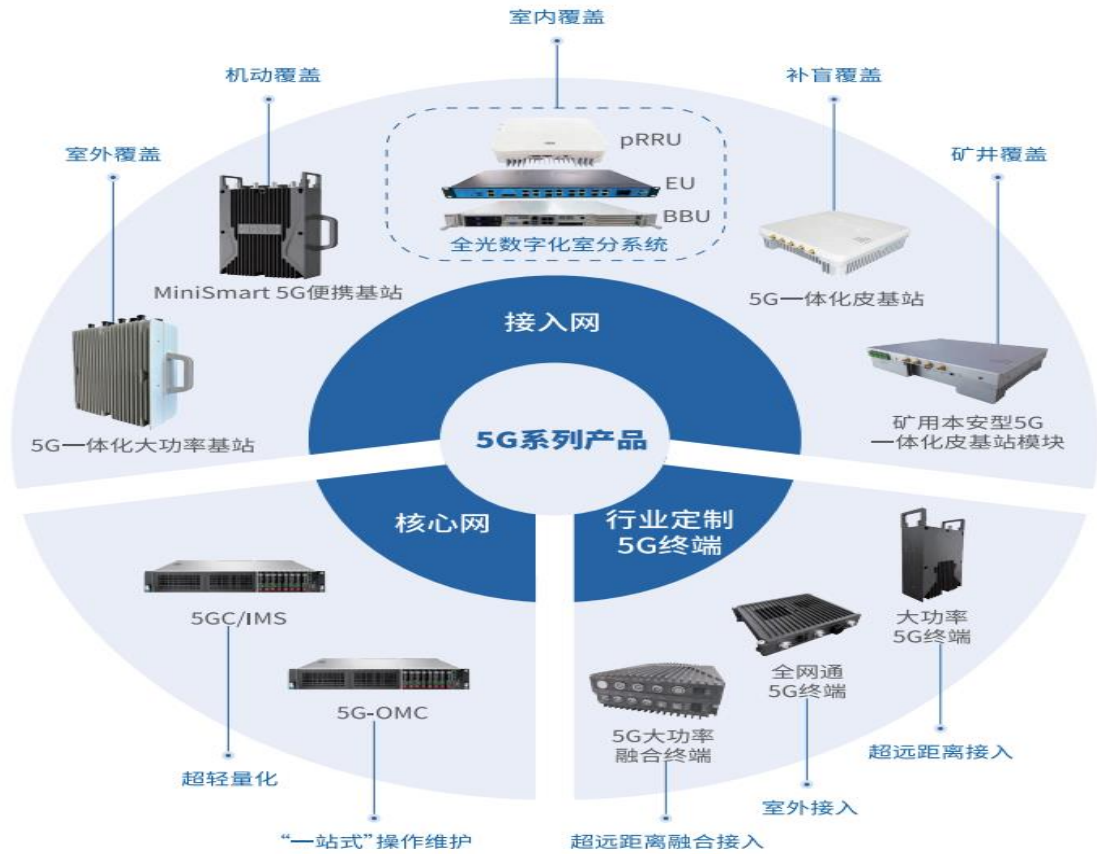 室内覆盖
机动覆盖
补盲覆盖
室外覆盖
矿井覆盖
pRRU
EU
BBU
全光数字化室分系统
MiniSmart 5G便携基站
5G一体化皮基站
接入网
5G一体化大功率基站
矿用本安型5G
一体化皮基站模块
5G系列产品
核心网
行业定制
5G终端
5GC/IMS
大功率
5G终端
全网通
5G终端
5G-OMC
5G大功率
融合终端
超轻量化
超远距离接入
室外接入
“一站式”操作维护
超远距离融合接入